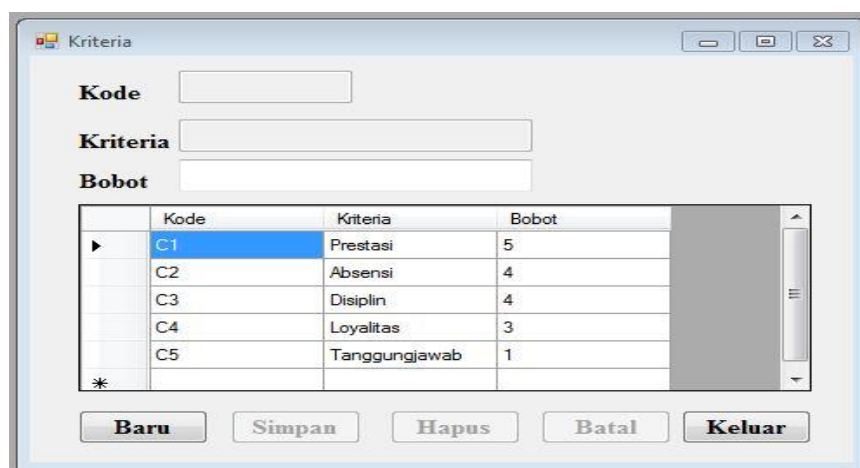 Kriteria
Kode
Kriteria
Bobot
Kode Kriteria Bobot
C1 Prestasi 5
C2 Absensi 4
C3 Disiplin 4
C4 Loyalitas 3
C5 Tanggungjawab 1
Baru Simpan Hapus Batal Keluar